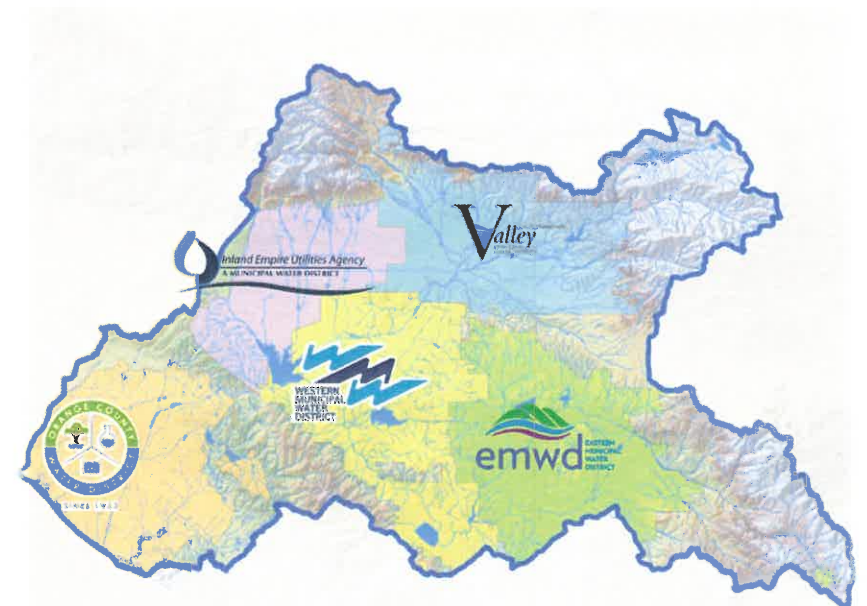 Valley
Inland Empire Utilities Agency
A MUNICIPAL WATER DISTRICT
WESTERN
MUNICIPAL
WATER
DISTRICT
ORANGE COUNTY
WATER DISTRICT
SINCE 1933
emwd
EASTERN
MUNICIPAL
WATER
DISTRICT